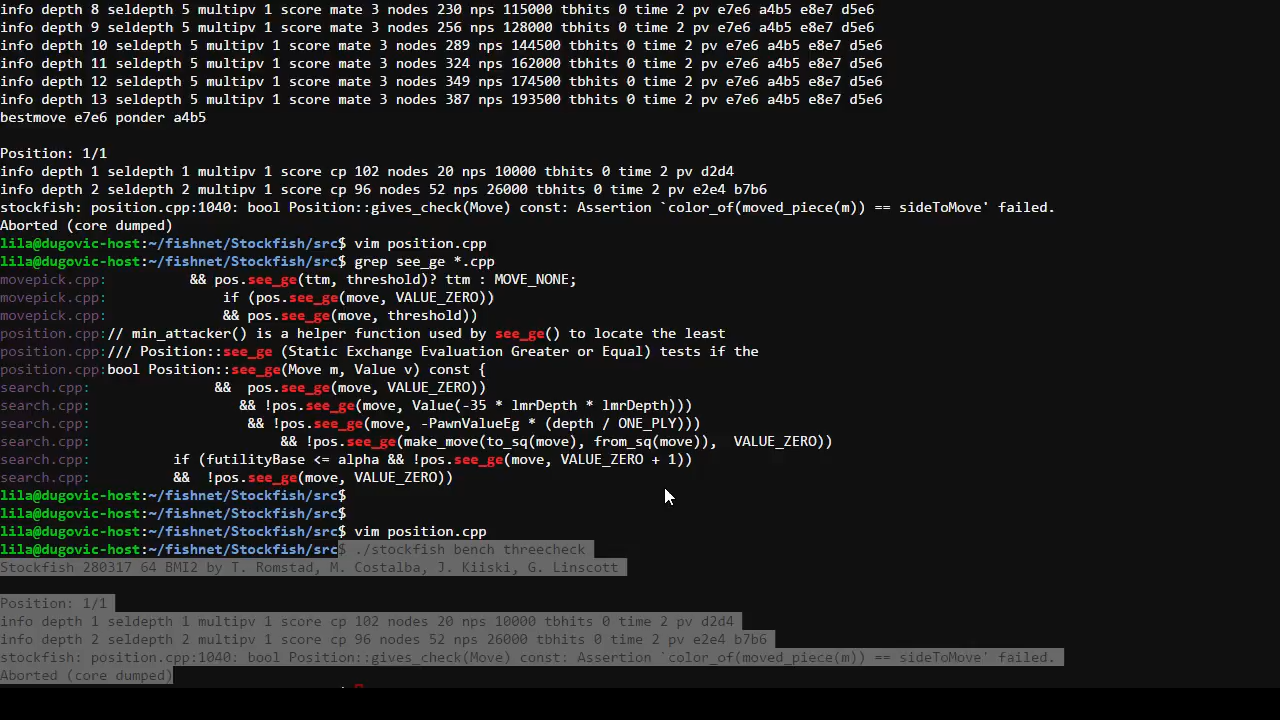 info depth 8 seldepth 5 multipv 1 score mate 3 nodes 230 nps 115000 tbhits 0 time 2 pv e7e6 a4b5 e8e7 d5e6
info depth 9 seldepth 5 multipv 1 score mate 3 nodes 256 nps 128000 tbhits 0 time 2 pv e7e6 a4b5 e8e7 d5e6
info depth 10 seldepth 5 multipv 1 score mate 3 nodes 289 nps 144500 tbhits 0 time 2 pv e7e6 a4b5 e8e7 d5e6
info depth 11 seldepth 5 multipv 1 score mate 3 nodes 324 nps 162000 tbhits 0 time 2 pv e7e6 a4b5 e8e7 d5e6
info depth 12 seldepth 5 multipv 1 score mate 3 nodes 349 nps 174500 tbhits 0 time 2 pv e7e6 a4b5 e8e7 d5e6
info depth 13 seldepth 5 multipv 1 score mate 3 nodes 387 nps 193500 tbhits 0 time 2 pv e7e6 a4b5 e8e7 d5e6
bestmove e7e6 ponder a4b5
Position: 1/1
info depth 1 seldepth 1 multipv 1 score cp 102 nodes 20 nps 10000 tbhits 0 time 2 pv d2d4
info depth 2 seldepth 2 multipv 1 score cp 96 nodes 52 nps 26000 tbhits 0 time 2 pv e2e4 b7b6
stockfish: position.cpp:1040: bool Position::gives_check(Move) const: Assertion `color_of(moved_piece(m)) == sideToMove' failed.
Aborted (core dumped)
lila@dugovic-host:~/fishnet/Stockfish/src$ vim position.cpp
lila@dugovic-host:~/fishnet/Stockfish/src$ grep see_ge *.cpp
movepick.cpp:          && pos.see_ge(ttm, threshold)? ttm : MOVE_NONE;
movepick.cpp:              if (pos.see_ge(move, VALUE_ZERO))
movepick.cpp:              && pos.see_ge(move, threshold))
position.cpp:// min_attacker() is a helper function used by see_ge() to locate the least
position.cpp:/// Position::see_ge (Static Exchange Evaluation Greater or Equal) tests if the
position.cpp:bool Position::see_ge(Move m, Value v) const {
search.cpp:               &&  pos.see_ge(move, VALUE_ZERO))
search.cpp:                  && !pos.see_ge(move, Value(-35 * lmrDepth * lmrDepth)))
search.cpp:                   && !pos.see_ge(move, -PawnValueEg * (depth / ONE_PLY)))
search.cpp:                       && !pos.see_ge(make_move(to_sq(move), from_sq(move)),  VALUE_ZERO))
search.cpp:          if (futilityBase <= alpha && !pos.see_ge(move, VALUE_ZERO + 1))
search.cpp:          &&  !pos.see_ge(move, VALUE_ZERO))
lila@dugovic-host:~/fishnet/Stockfish/src$
lila@dugovic-host:~/fishnet/Stockfish/src$
lila@dugovic-host:~/fishnet/Stockfish/src$ vim position.cpp
lila@dugovic-host:~/fishnet/Stockfish/src$ ./stockfish bench threecheck
Stockfish 280317 64 BMI2 by T. Romstad, M. Costalba, J. Kiiski, G. Linscott
Position: 1/1
info depth 1 seldepth 1 multipv 1 score cp 102 nodes 20 nps 10000 tbhits 0 time 2 pv d2d4
info depth 2 seldepth 2 multipv 1 score cp 96 nodes 52 nps 26000 tbhits 0 time 2 pv e2e4 b7b6
stockfish: position.cpp:1040: bool Position::gives_check(Move) const: Assertion `color_of(moved_piece(m)) == sideToMove' failed.
Aborted (core dumped)